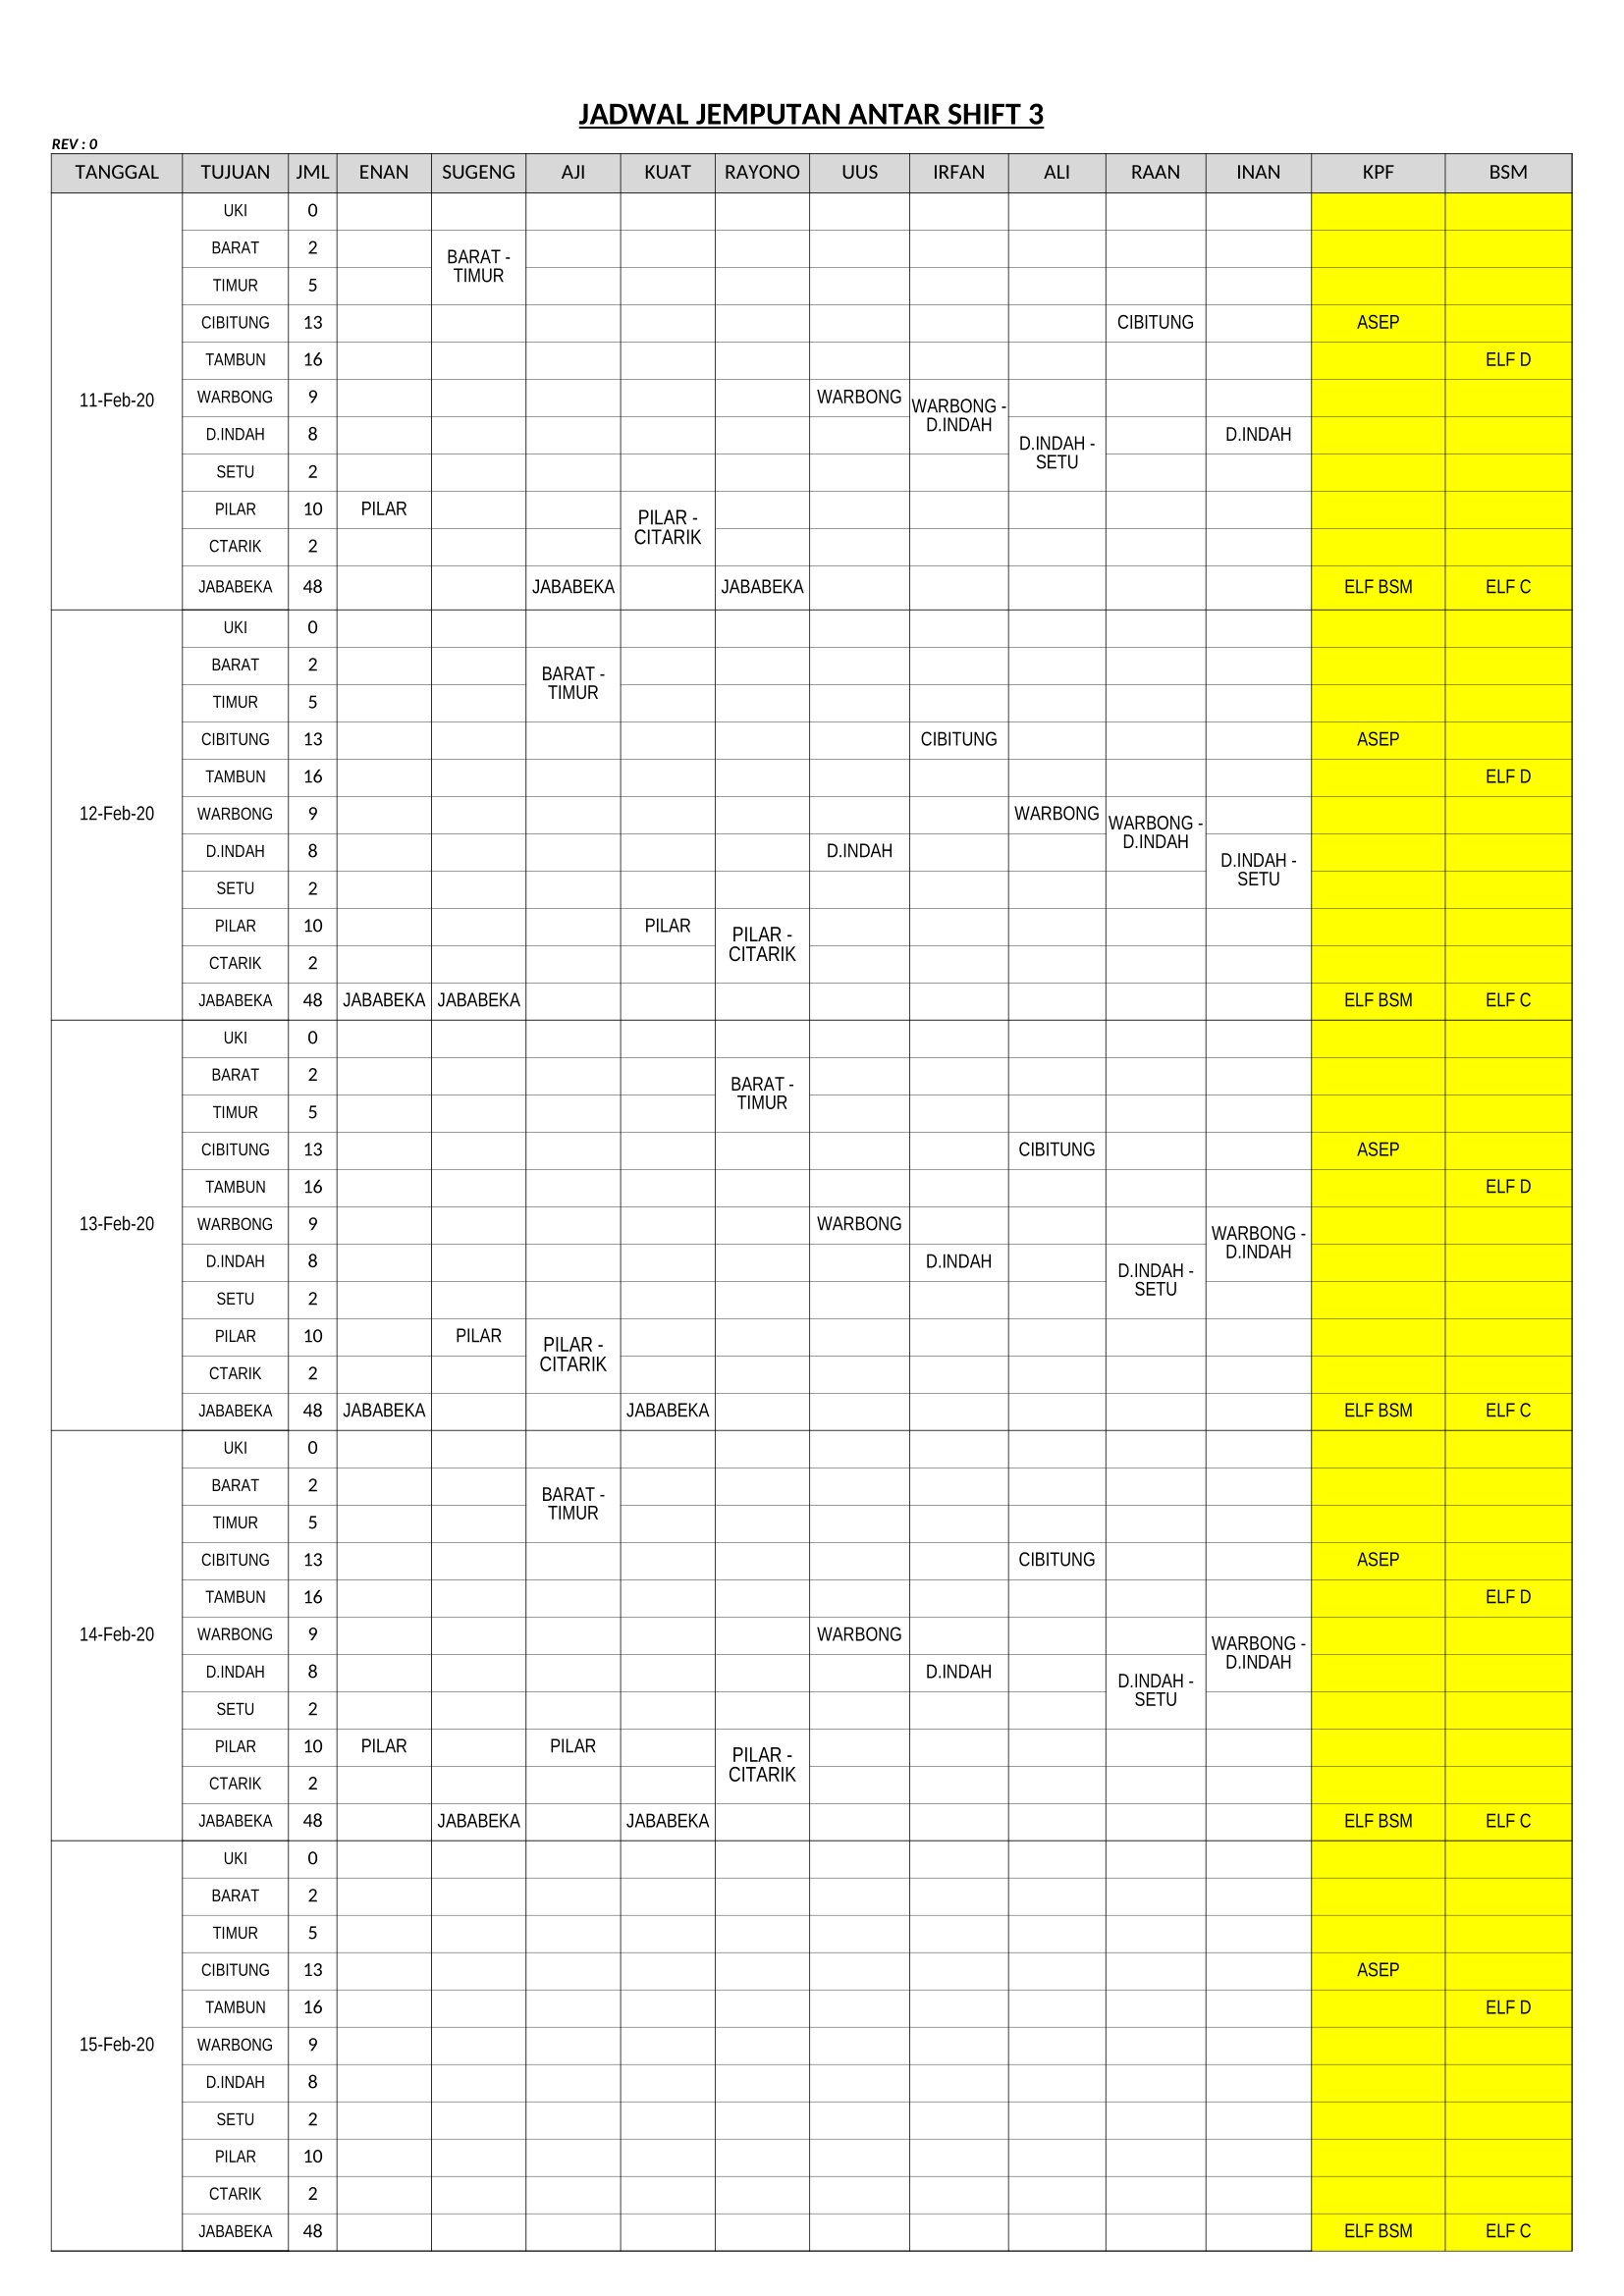 JADWAL JEMPUTAN ANTAR SHIFT 3
REV : 0
TANGGAL TUJUAN JML ENAN SUGENG AJI KUAT RAYONO UUS IRFAN ALI RAAN INAN KPF BSM
11-Feb-20
UKI 0
BARAT 2 BARAT - TIMUR
TIMUR 5
CIBITUNG 13 CIBITUNG ASEP
TAMBUN 16 ELF D
WARBONG 9 WARBONG WARBONG - D.INDAH
D.INDAH 8 D.INDAH - SETU D.INDAH
SETU 2
PILAR 10 PILAR PILAR - CITARIK
CTARIK 2
JABABEKA 48 JABABEKA JABABEKA ELF BSM ELF C
12-Feb-20
UKI 0
BARAT 2 BARAT - TIMUR
TIMUR 5
CIBITUNG 13 CIBITUNG ASEP
TAMBUN 16 ELF D
WARBONG 9 WARBONG WARBONG - D.INDAH
D.INDAH 8 D.INDAH D.INDAH - SETU
SETU 2
PILAR 10 PILAR PILAR - CITARIK
CTARIK 2
JABABEKA 48 JABABEKA JABABEKA ELF BSM ELF C
13-Feb-20
UKI 0
BARAT 2 BARAT - TIMUR
TIMUR 5
CIBITUNG 13 CIBITUNG ASEP
TAMBUN 16 ELF D
WARBONG 9 WARBONG WARBONG - D.INDAH
D.INDAH 8 D.INDAH D.INDAH - SETU
SETU 2
PILAR 10 PILAR PILAR - CITARIK
CTARIK 2
JABABEKA 48 JABABEKA JABABEKA ELF BSM ELF C
14-Feb-20
UKI 0
BARAT 2 BARAT - TIMUR
TIMUR 5
CIBITUNG 13 CIBITUNG ASEP
TAMBUN 16 ELF D
WARBONG 9 WARBONG WARBONG - D.INDAH
D.INDAH 8 D.INDAH D.INDAH - SETU
SETU 2
PILAR 10 PILAR PILAR PILAR - CITARIK
CTARIK 2
JABABEKA 48 JABABEKA JABABEKA ELF BSM ELF C
15-Feb-20
UKI 0
BARAT 2
TIMUR 5
CIBITUNG 13 ASEP
TAMBUN 16 ELF D
WARBONG 9
D.INDAH 8
SETU 2
PILAR 10
CTARIK 2
JABABEKA 48 ELF BSM ELF C